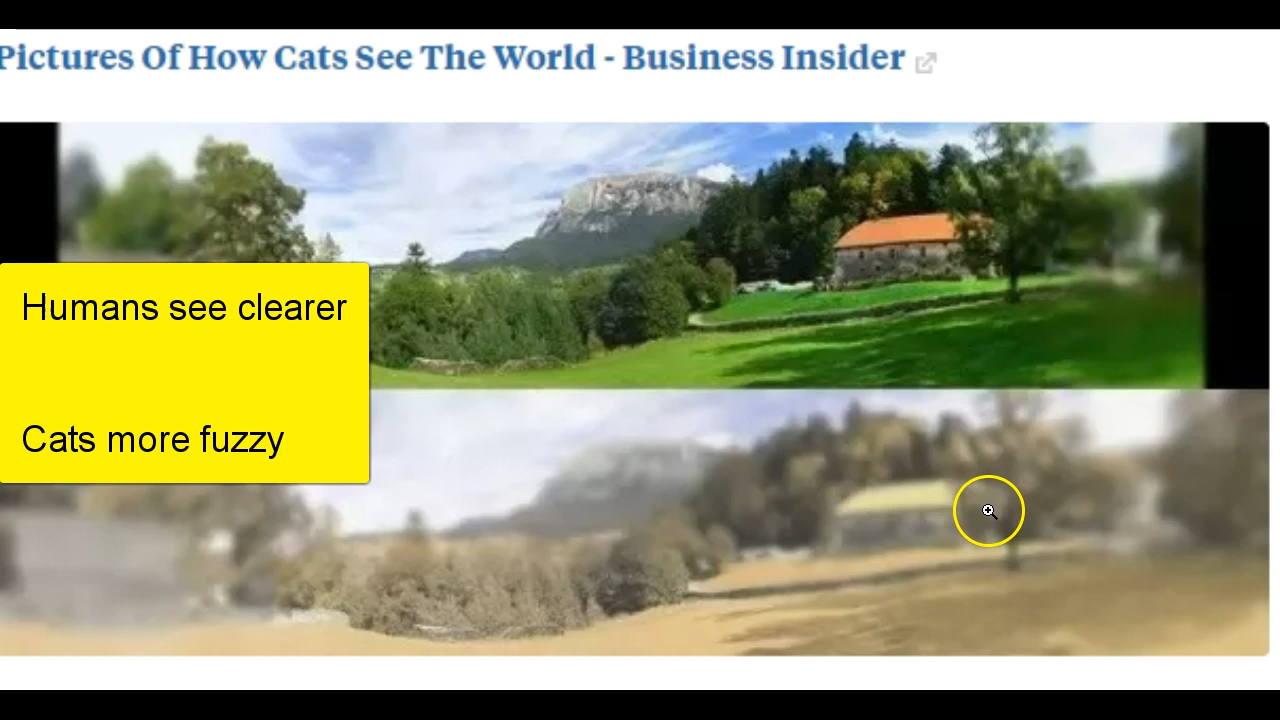 Pictures Of How Cats See The World - Business Insider
Humans see clearer
Cats more fuzzy